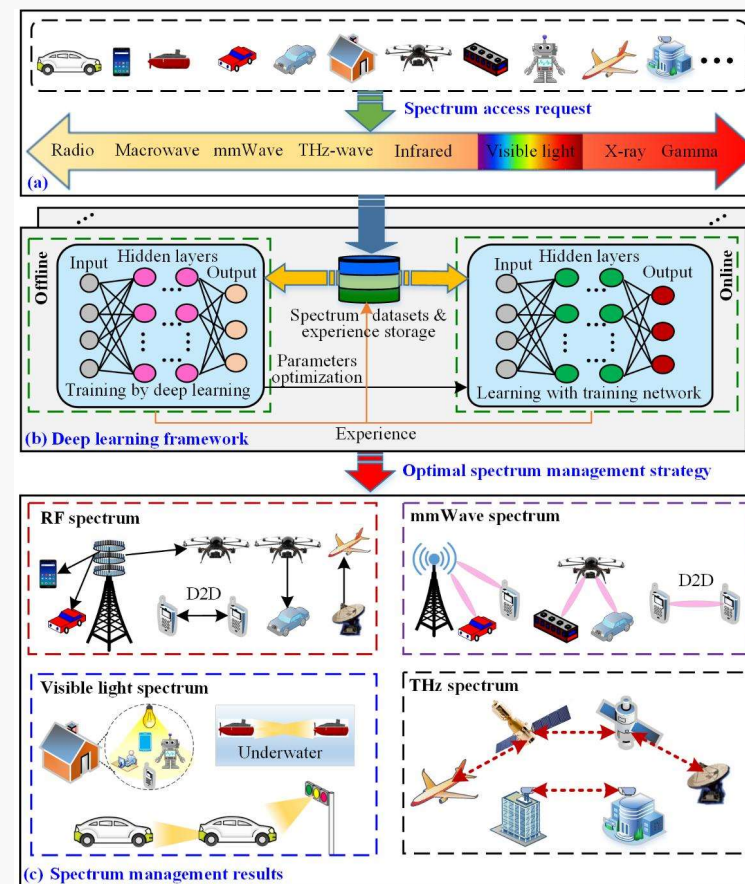 Spectrum access request
Radio Macrowave mmWave THz-wave Infrared Visible light X-ray Gamma
(a)
Offline
Input
Hidden layers
Output
Training by deep learning
Spectrum datasets &
experience storage
Parameters
optimization
Online
Input
Hidden layers
Output
Learning with training network
Experience
(b) Deep learning framework
Optimal spectrum management strategy
RF spectrum
D2D
mmWave spectrum
D2D
Visible light spectrum
Underwater
THz spectrum
(c) Spectrum management results